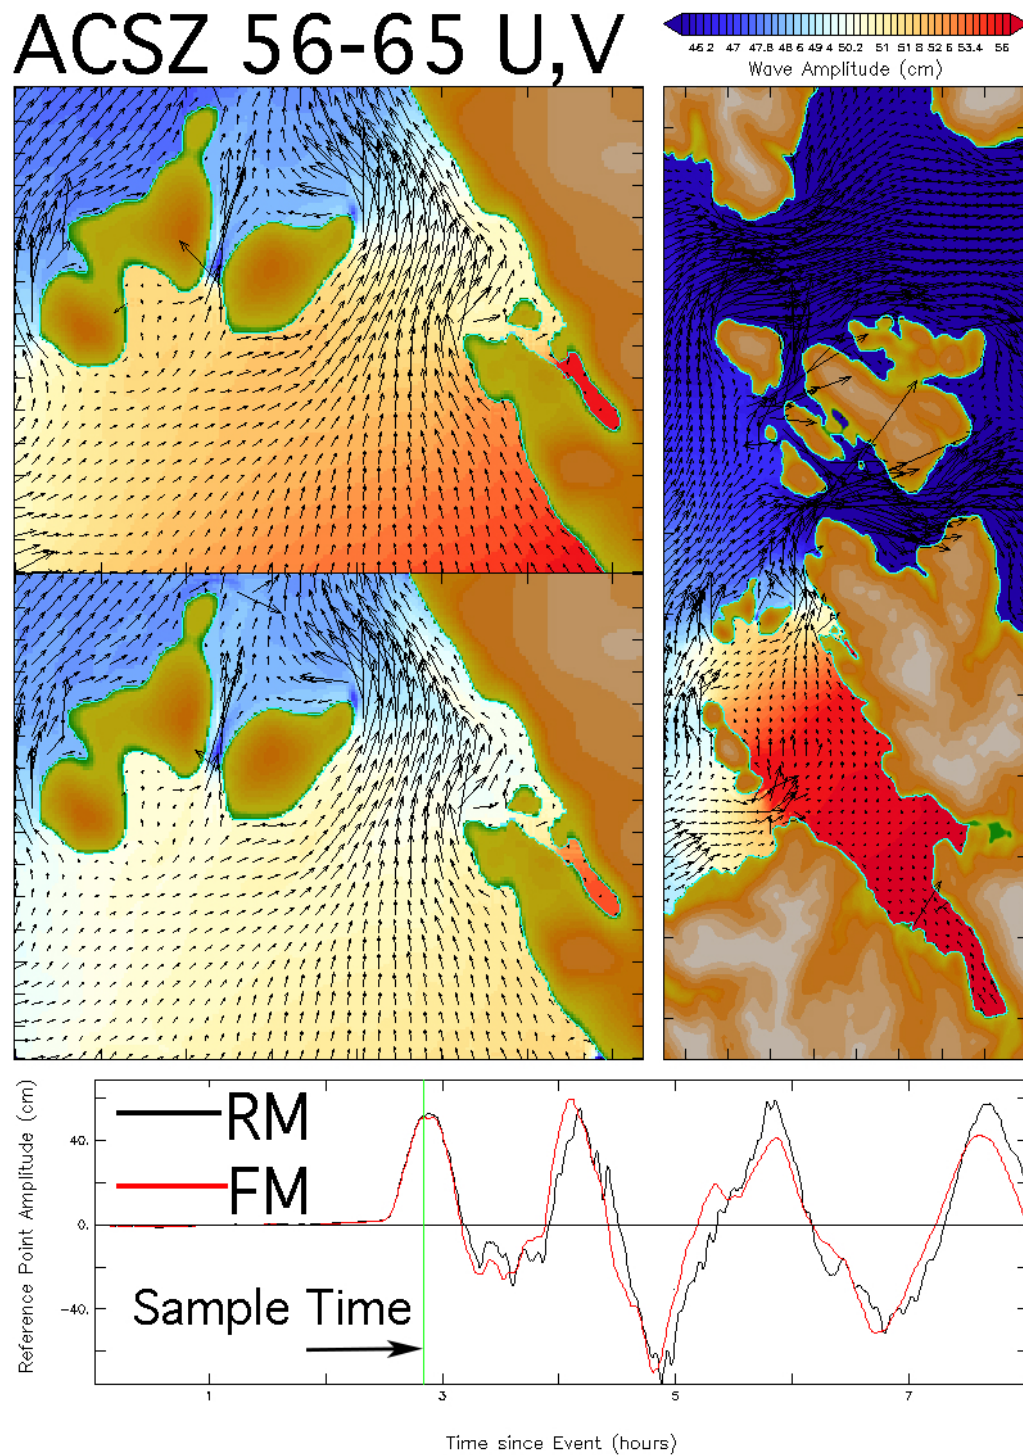 ACSZ 56-65 U,V
46.2 47 47.8 48.6 49.4 50.2 51 51.8 52.6 53.4 56
Wave Amplitude (cm)
Reference Point Amplitude (cm)
40.
0.
-40.
RM
FM
Sample Time
1 3 5 7
Time since Event (hours)